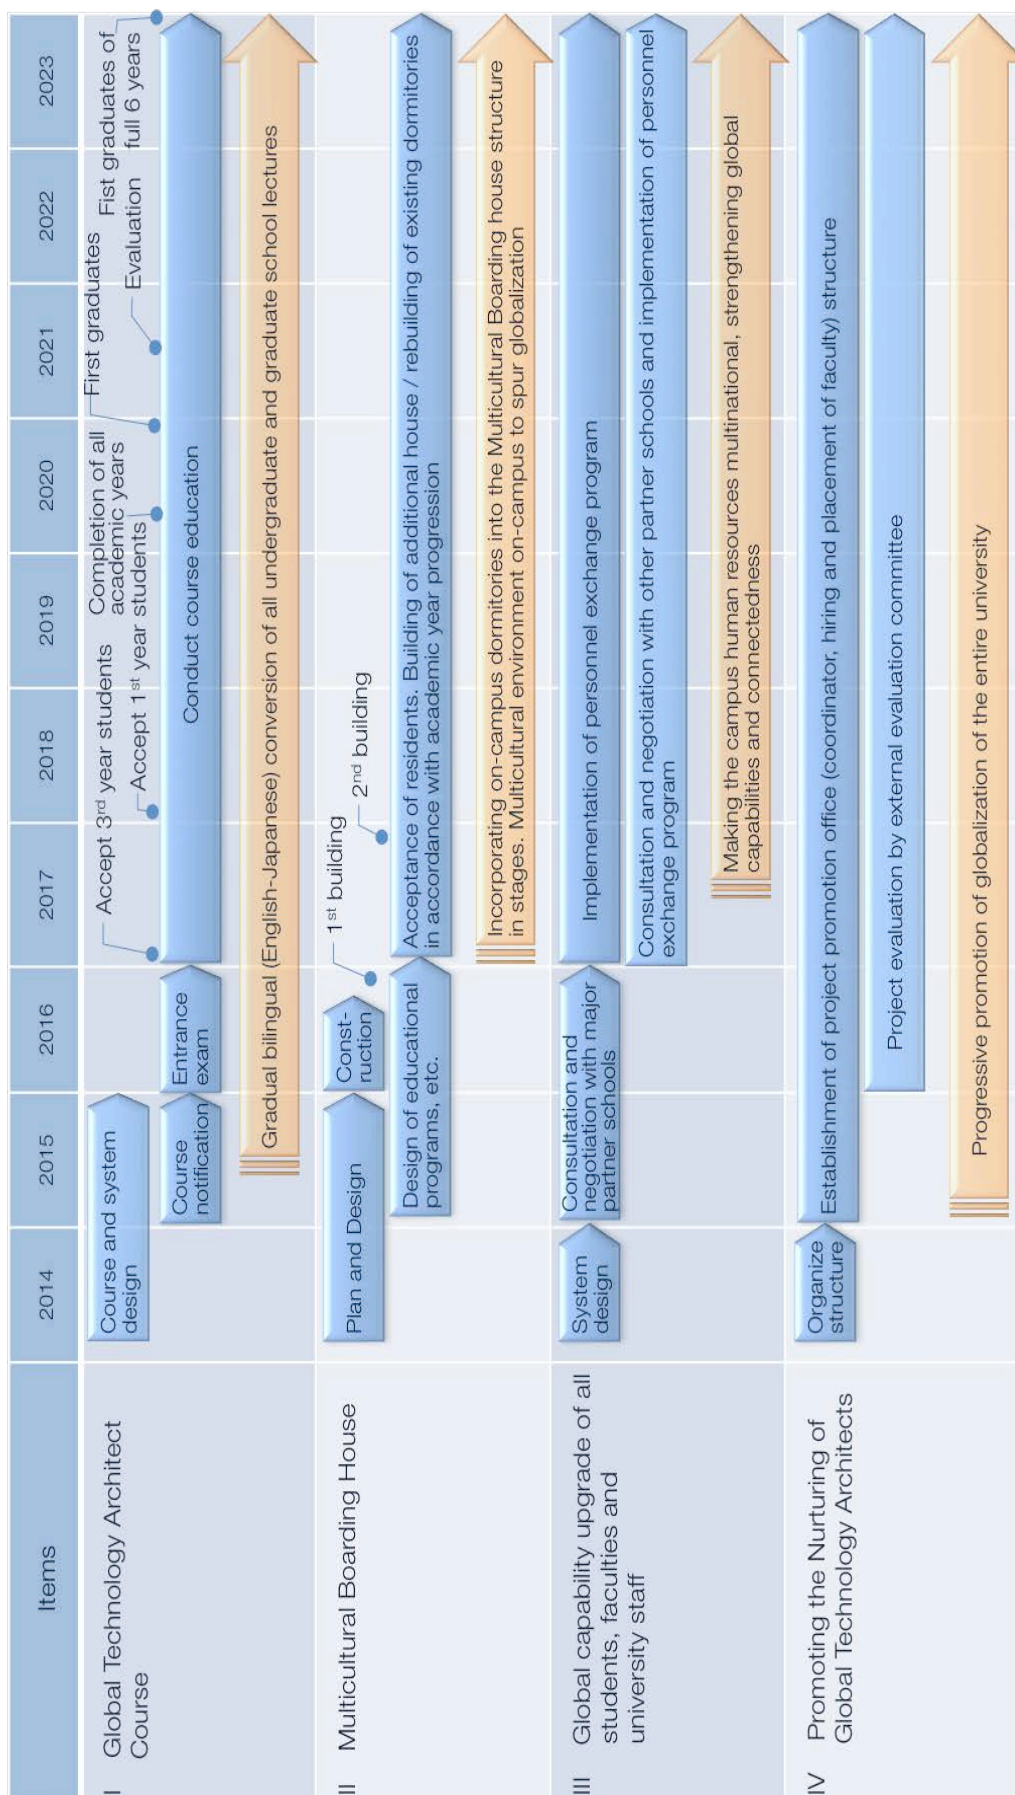 Items
2014
2015
2016
2017
2018
2019
2020
2021
2022
2023
I Global Technology Architect
Course
Course and system
design
Course
notification
Entrance
exam
Accept 3rd year students
Accept 1st year students
Completion of all
academic years
First graduates
Evaluation
Fist graduates of
full 6 years
Conduct course education
Gradual bilingual (English-Japanese) conversion of all undergraduate and graduate school lectures
II Multicultural Boarding House
Plan and Design
Const-
ruction
1st building
2nd building
Design of educational
programs, etc.
Acceptance of residents. Building of additional house / rebuilding of existing dormitories
in accordance with academic year progression
Incorporating on-campus dormitories into the Multicultural Boarding house structure
in stages. Multicultural environment on-campus to spur globalization
III Global capability upgrade of all
students, faculties and
university staff
System
design
Consultation and
negotiation with major
partner schools
Implementation of personnel exchange program
Consultation and negotiation with other partner schools and implementation of personnel
exchange program
Making the campus human resources multinational, strengthening global
capabilities and connectedness
IV Promoting the Nurturing of
Global Technology Architects
Organize
structure
Establishment of project promotion office (coordinator, hiring and placement of faculty) structure
Project evaluation by external evaluation committee
Progressive promotion of globalization of the entire university